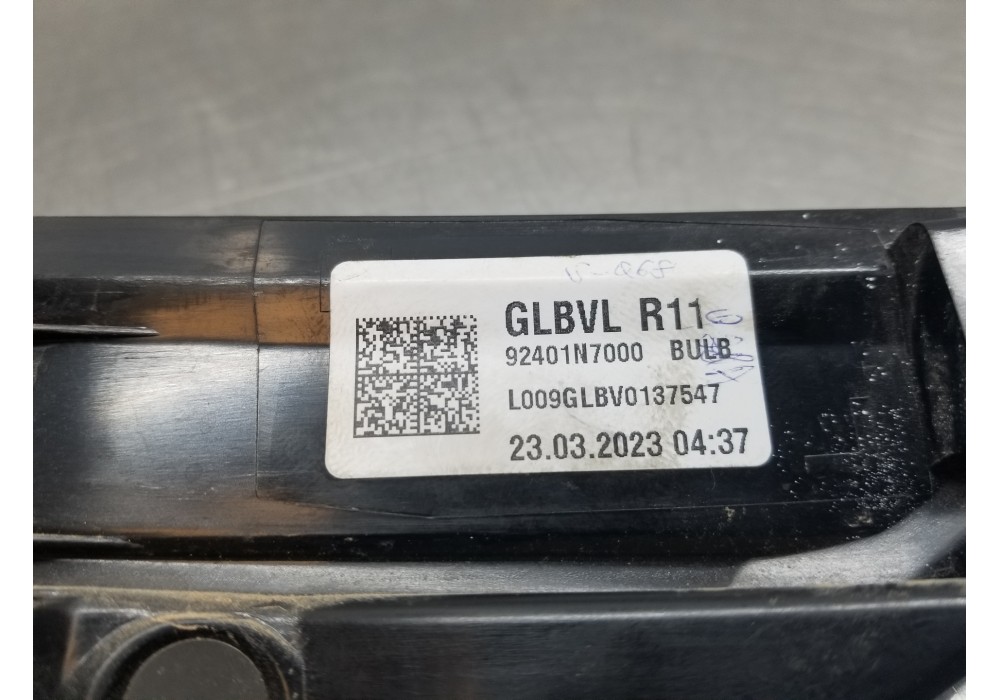 GLBVL R11
92401N7000 BULB
L009GLBV0137547
23.03.2023 04:37